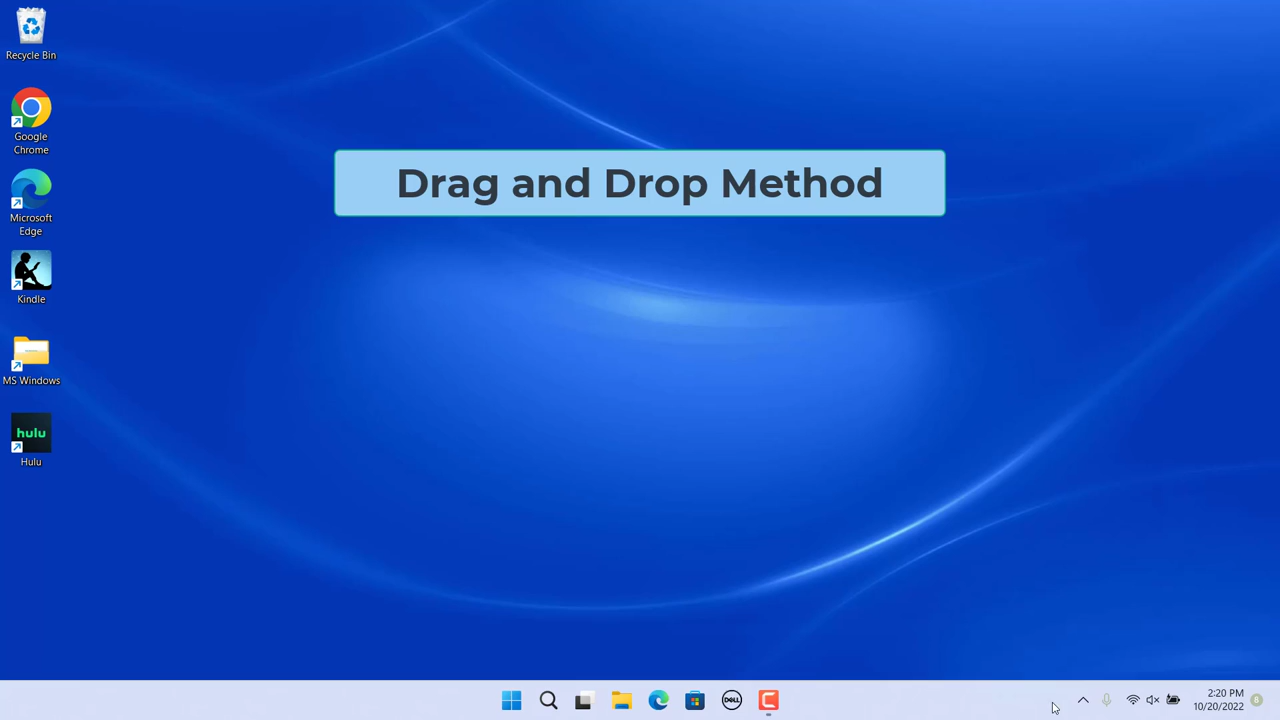 Recycle Bin
Google
Chrome
Microsoft
Edge
Kindle
MS Windows
hulu
Hulu
Drag and Drop Method
DELL
2:20 PM
10/20/2022
8